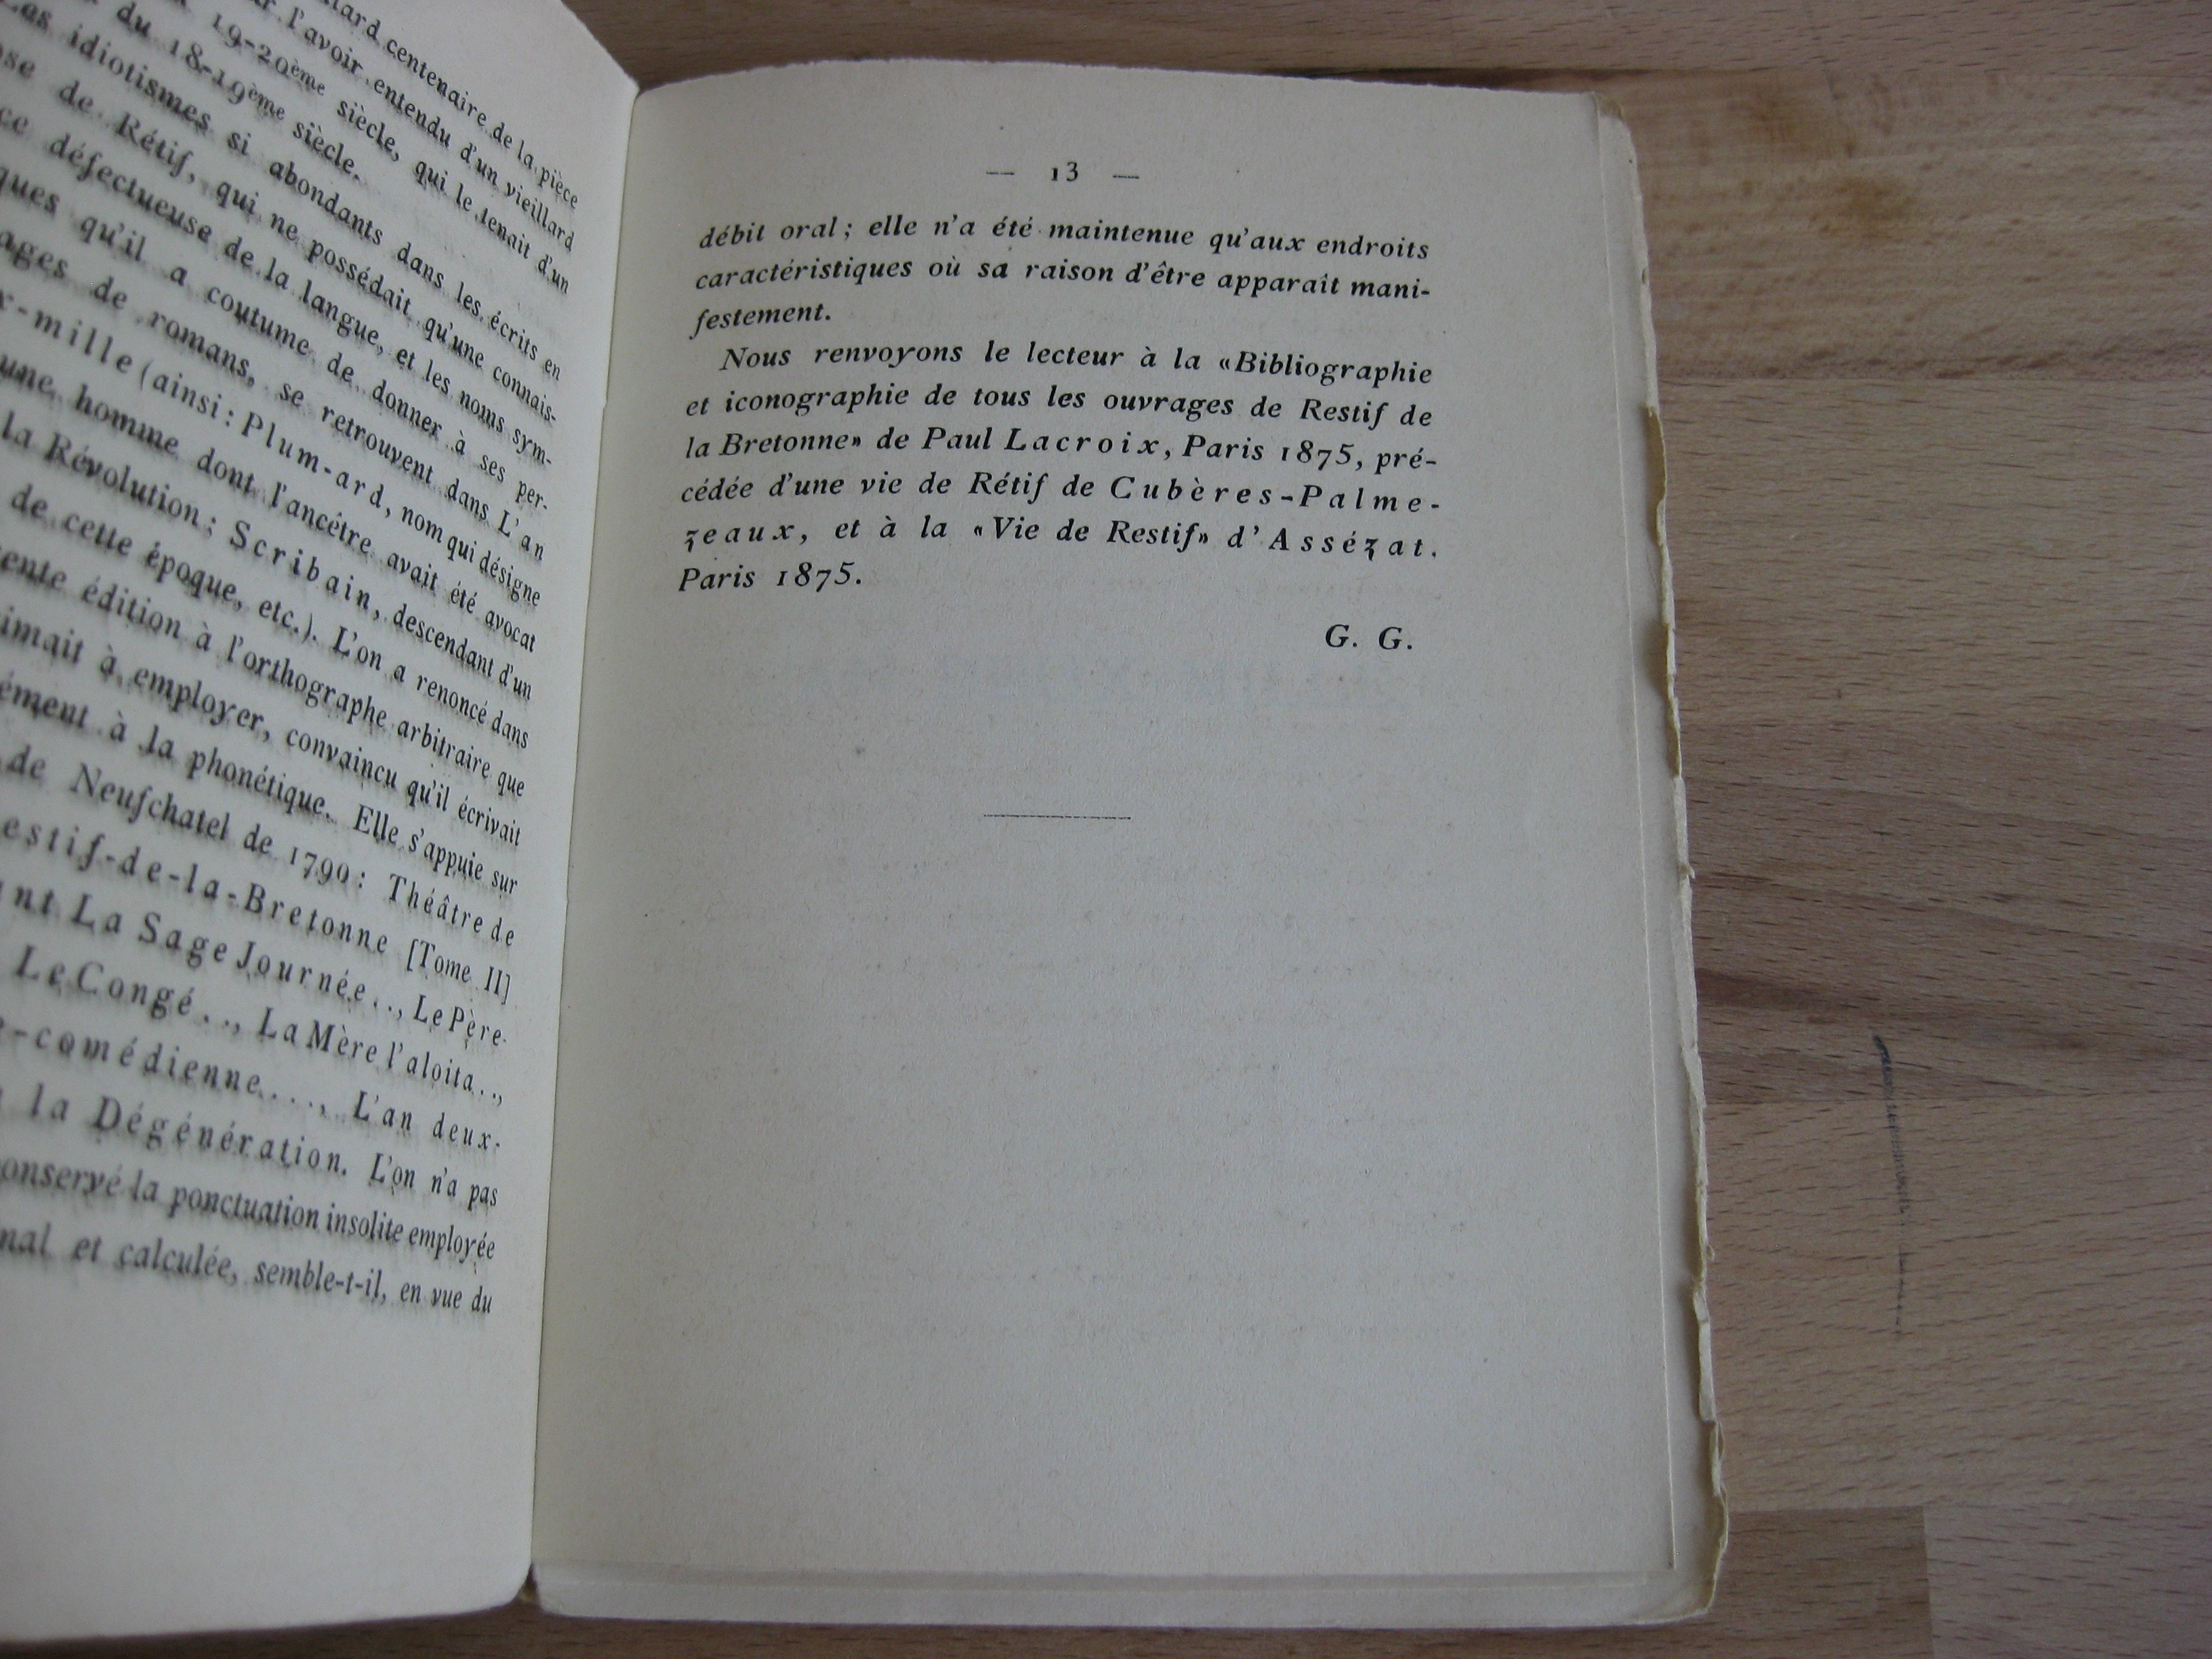 centenaire de la pièce
l'avoir entendu d'un vieillard
19-20ème siècle, qui le tenait d'un
du 18-19ème siècle.
idiotismes si abondants dans les écrits en
de Rétif, qui ne possédait qu'une connais-
défectueuse de la langue, et les noms sym-
qu'il a coutume de donner à ses per-
de romans, se retrouvent dans L'an
mille (ainsi: Plum-ard, nom qui désigne
homme dont l'ancêtre avait été avocat
la Révolution: Scribain, descendant d'un
de cette époque, etc.). L'on a renoncé dans
édition à l'orthographe arbitraire que
à employer, convaincu qu'il écrivait
à la phonétique. Elle s'appuie sur
de Neufchatel de 1790: Théâtre de
estif-de-la-Bretonne [Tome II]
La Sage Journée.., Le Père-
Le Congé.., La Mère l'aloita..,
-comédienne..., L'an deux-
la Dégénération. L'on n'a pas
la ponctuation insolite employée
et calculée, semble-t-il, en vue du
— 13 —
débit oral; elle n'a été maintenue qu'aux endroits
caractéristiques où sa raison d'être apparaît mani-
festement.
Nous renvoyons le lecteur à la «Bibliographie
et iconographie de tous les ouvrages de Restif de
la Bretonne» de Paul Lacroix, Paris 1875, pré-
cédée d'une vie de Rétif de Cubères-Palme-
zeaux, et à la «Vie de Restif» d'Assézat.
Paris 1875.
G. G.